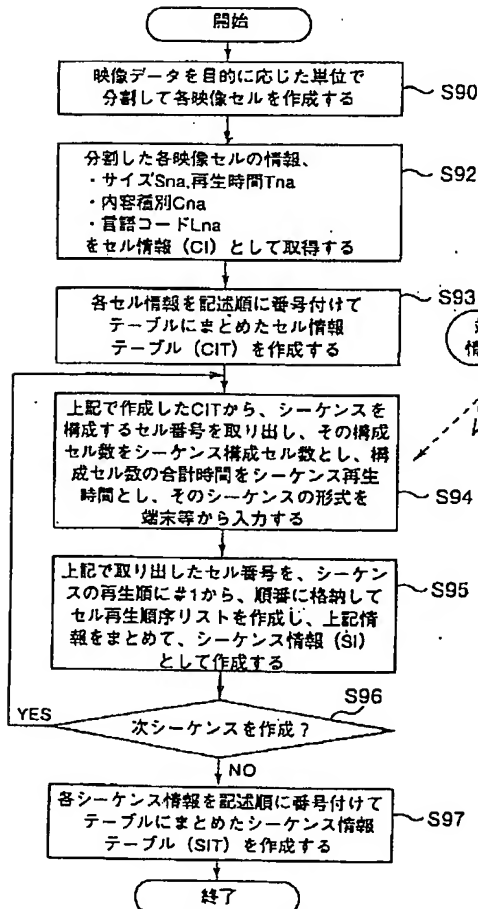 開始
映像データを目的に応じた単位で
分割して各映像セルを作成する
S90
分割した各映像セルの情報、
・サイズSna,再生時間Tna
・内容種別Cna
・言語コードLna
をセル情報（CI）として取得する
S92
各セル情報を記述順に番号付けて
テーブルにまとめたセル情報
テーブル（CIT）を作成する
S93
情
上記で作成したCITから、シーケンスを
構成するセル番号を取り出し、その構成
セル数をシーケンス構成セル数とし、構
成セル数の合計時間をシーケンス再生
時間とし、そのシーケンスの形式を
端末等から入力する
S94
上記で取り出したセル番号を、シーケン
スの再生順に#1から、順番に格納して
セル再生順序リストを作成し、上記情
報をまとめて、シーケンス情報（SI）
として作成する
S95
S96
YES
次シーケンスを作成？
NO
各シーケンス情報を記述順に番号付けて
テーブルにまとめたシーケンス情報
テーブル（SIT）を作成する
S97
終了